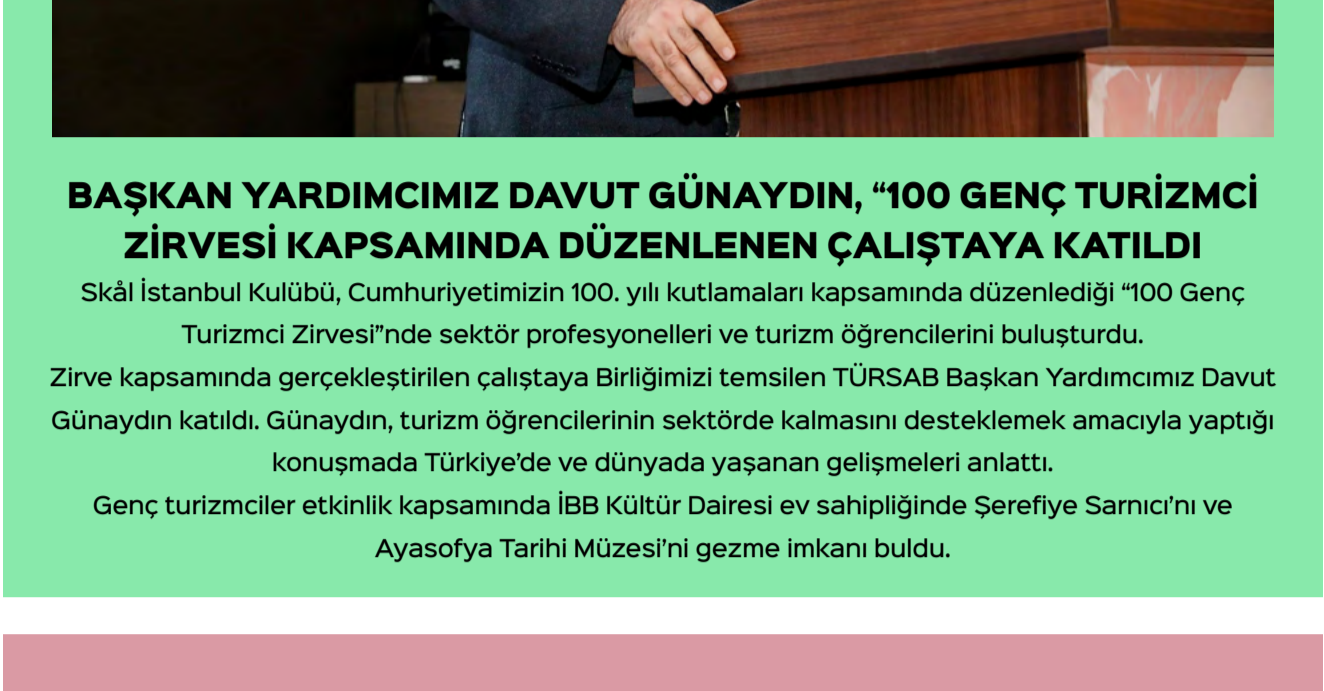 BAŞKAN YARDIMCIMIZ DAVUT GÜNAYDIN, “100 GENÇ TURİZMCİ
ZİRVESİ KAPSAMINDA DÜZENLENEN ÇALIŞTAYA KATILDI
Skål İstanbul Kulübü, Cumhuriyetimizin 100. yılı kutlamaları kapsamında düzenlediği “100 Genç
Turizmci Zirvesi”nde sektör profesyonelleri ve turizm öğrencilerini buluşturdu.
Zirve kapsamında gerçekleştirilen çalıştaya Birliğimizi temsilen TÜRSAB Başkan Yardımcımız Davut
Günaydın katıldı. Günaydın, turizm öğrencilerinin sektörde kalmasını desteklemek amacıyla yaptığı
konuşmada Türkiye’de ve dünyada yaşanan gelişmeleri anlattı.
Genç turizmciler etkinlik kapsamında İBB Kültür Dairesi ev sahipliğinde Şerefiye Sarnıcı’nı ve
Ayasofya Tarihi Müzesi’ni gezme imkanı buldu.